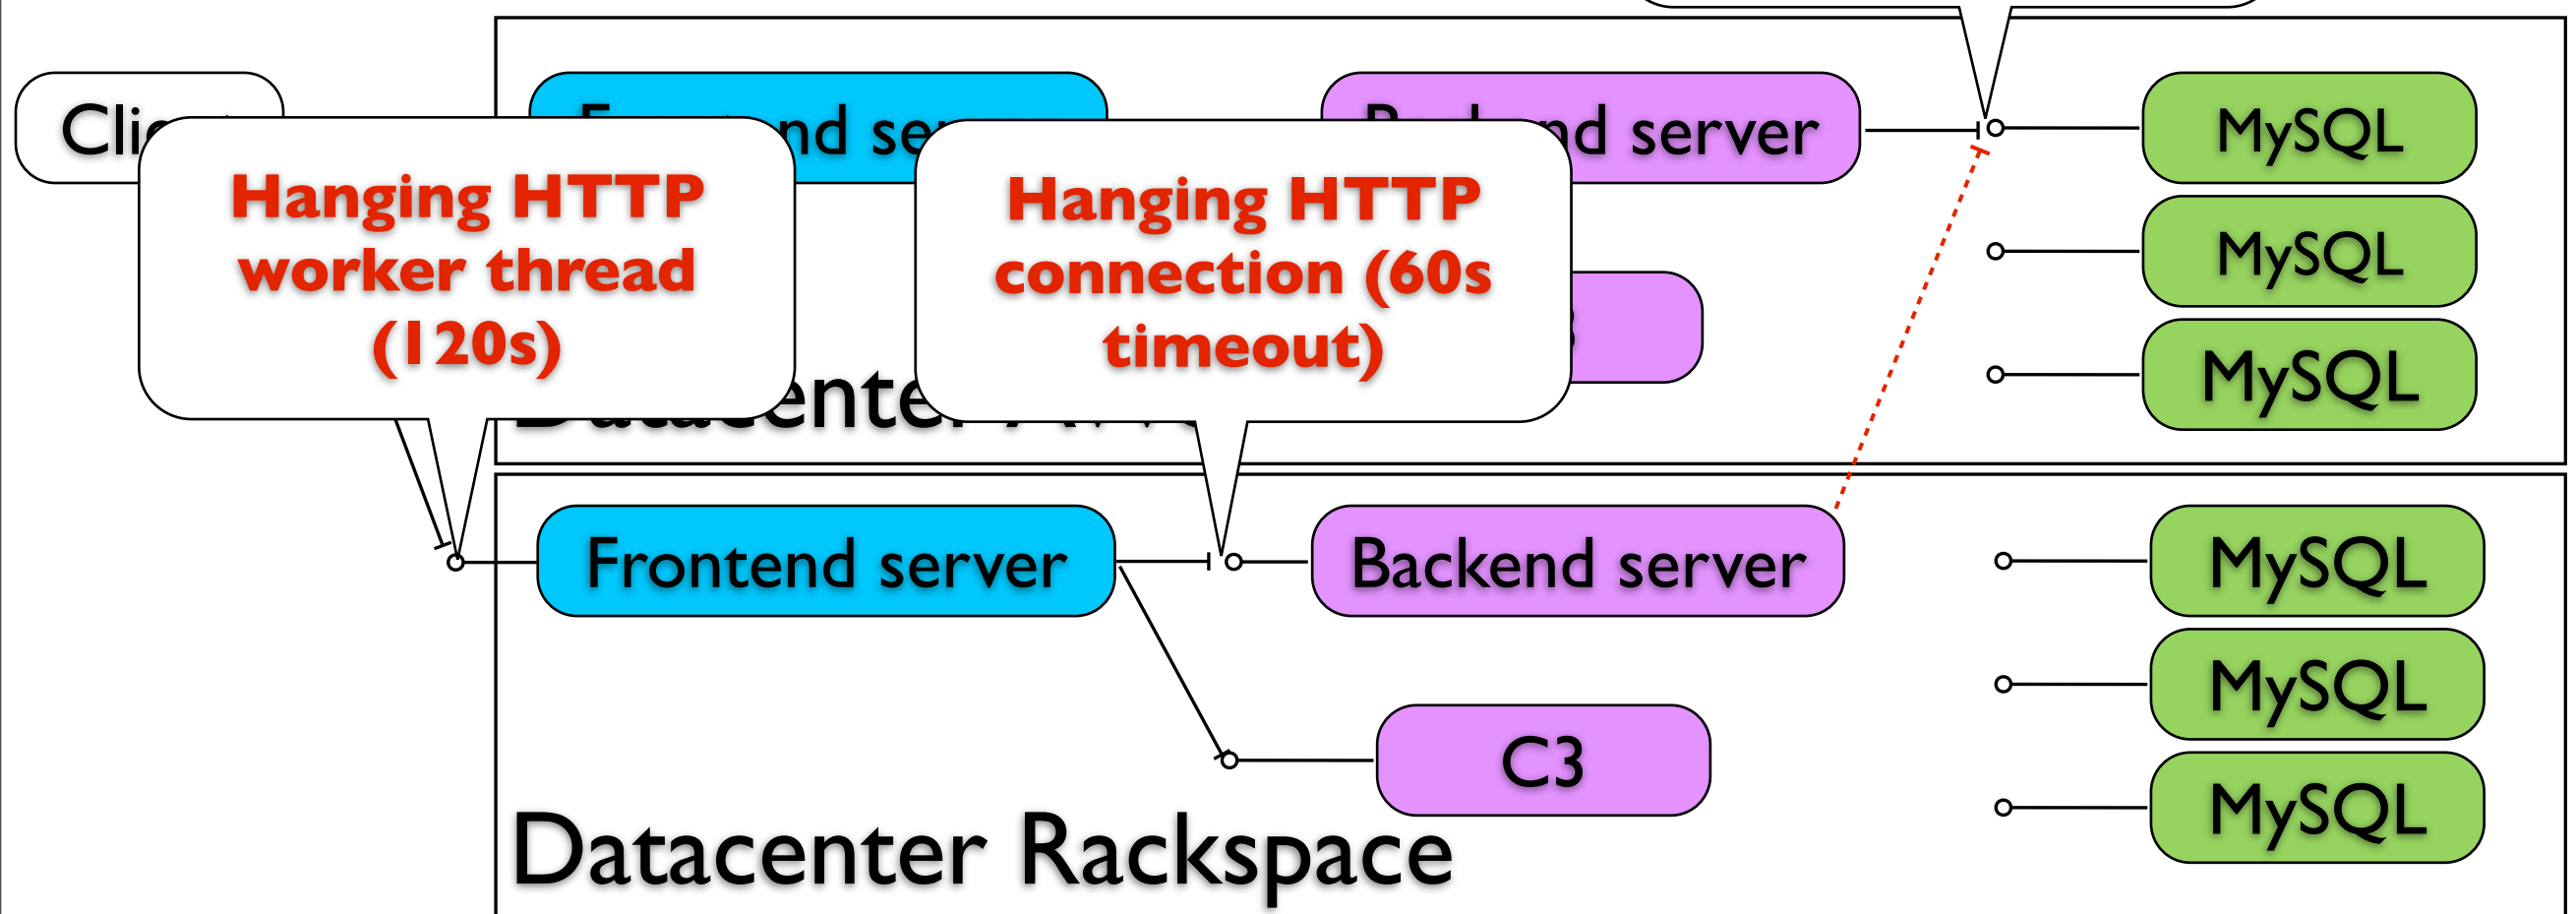 server
MySQL
Hanging HTTP
worker thread
(120s)
Hanging HTTP
connection (60s
timeout)
MySQL
MySQL
Frontend server
Backend server
MySQL
MySQL
C3
MySQL
Datacenter Rackspace